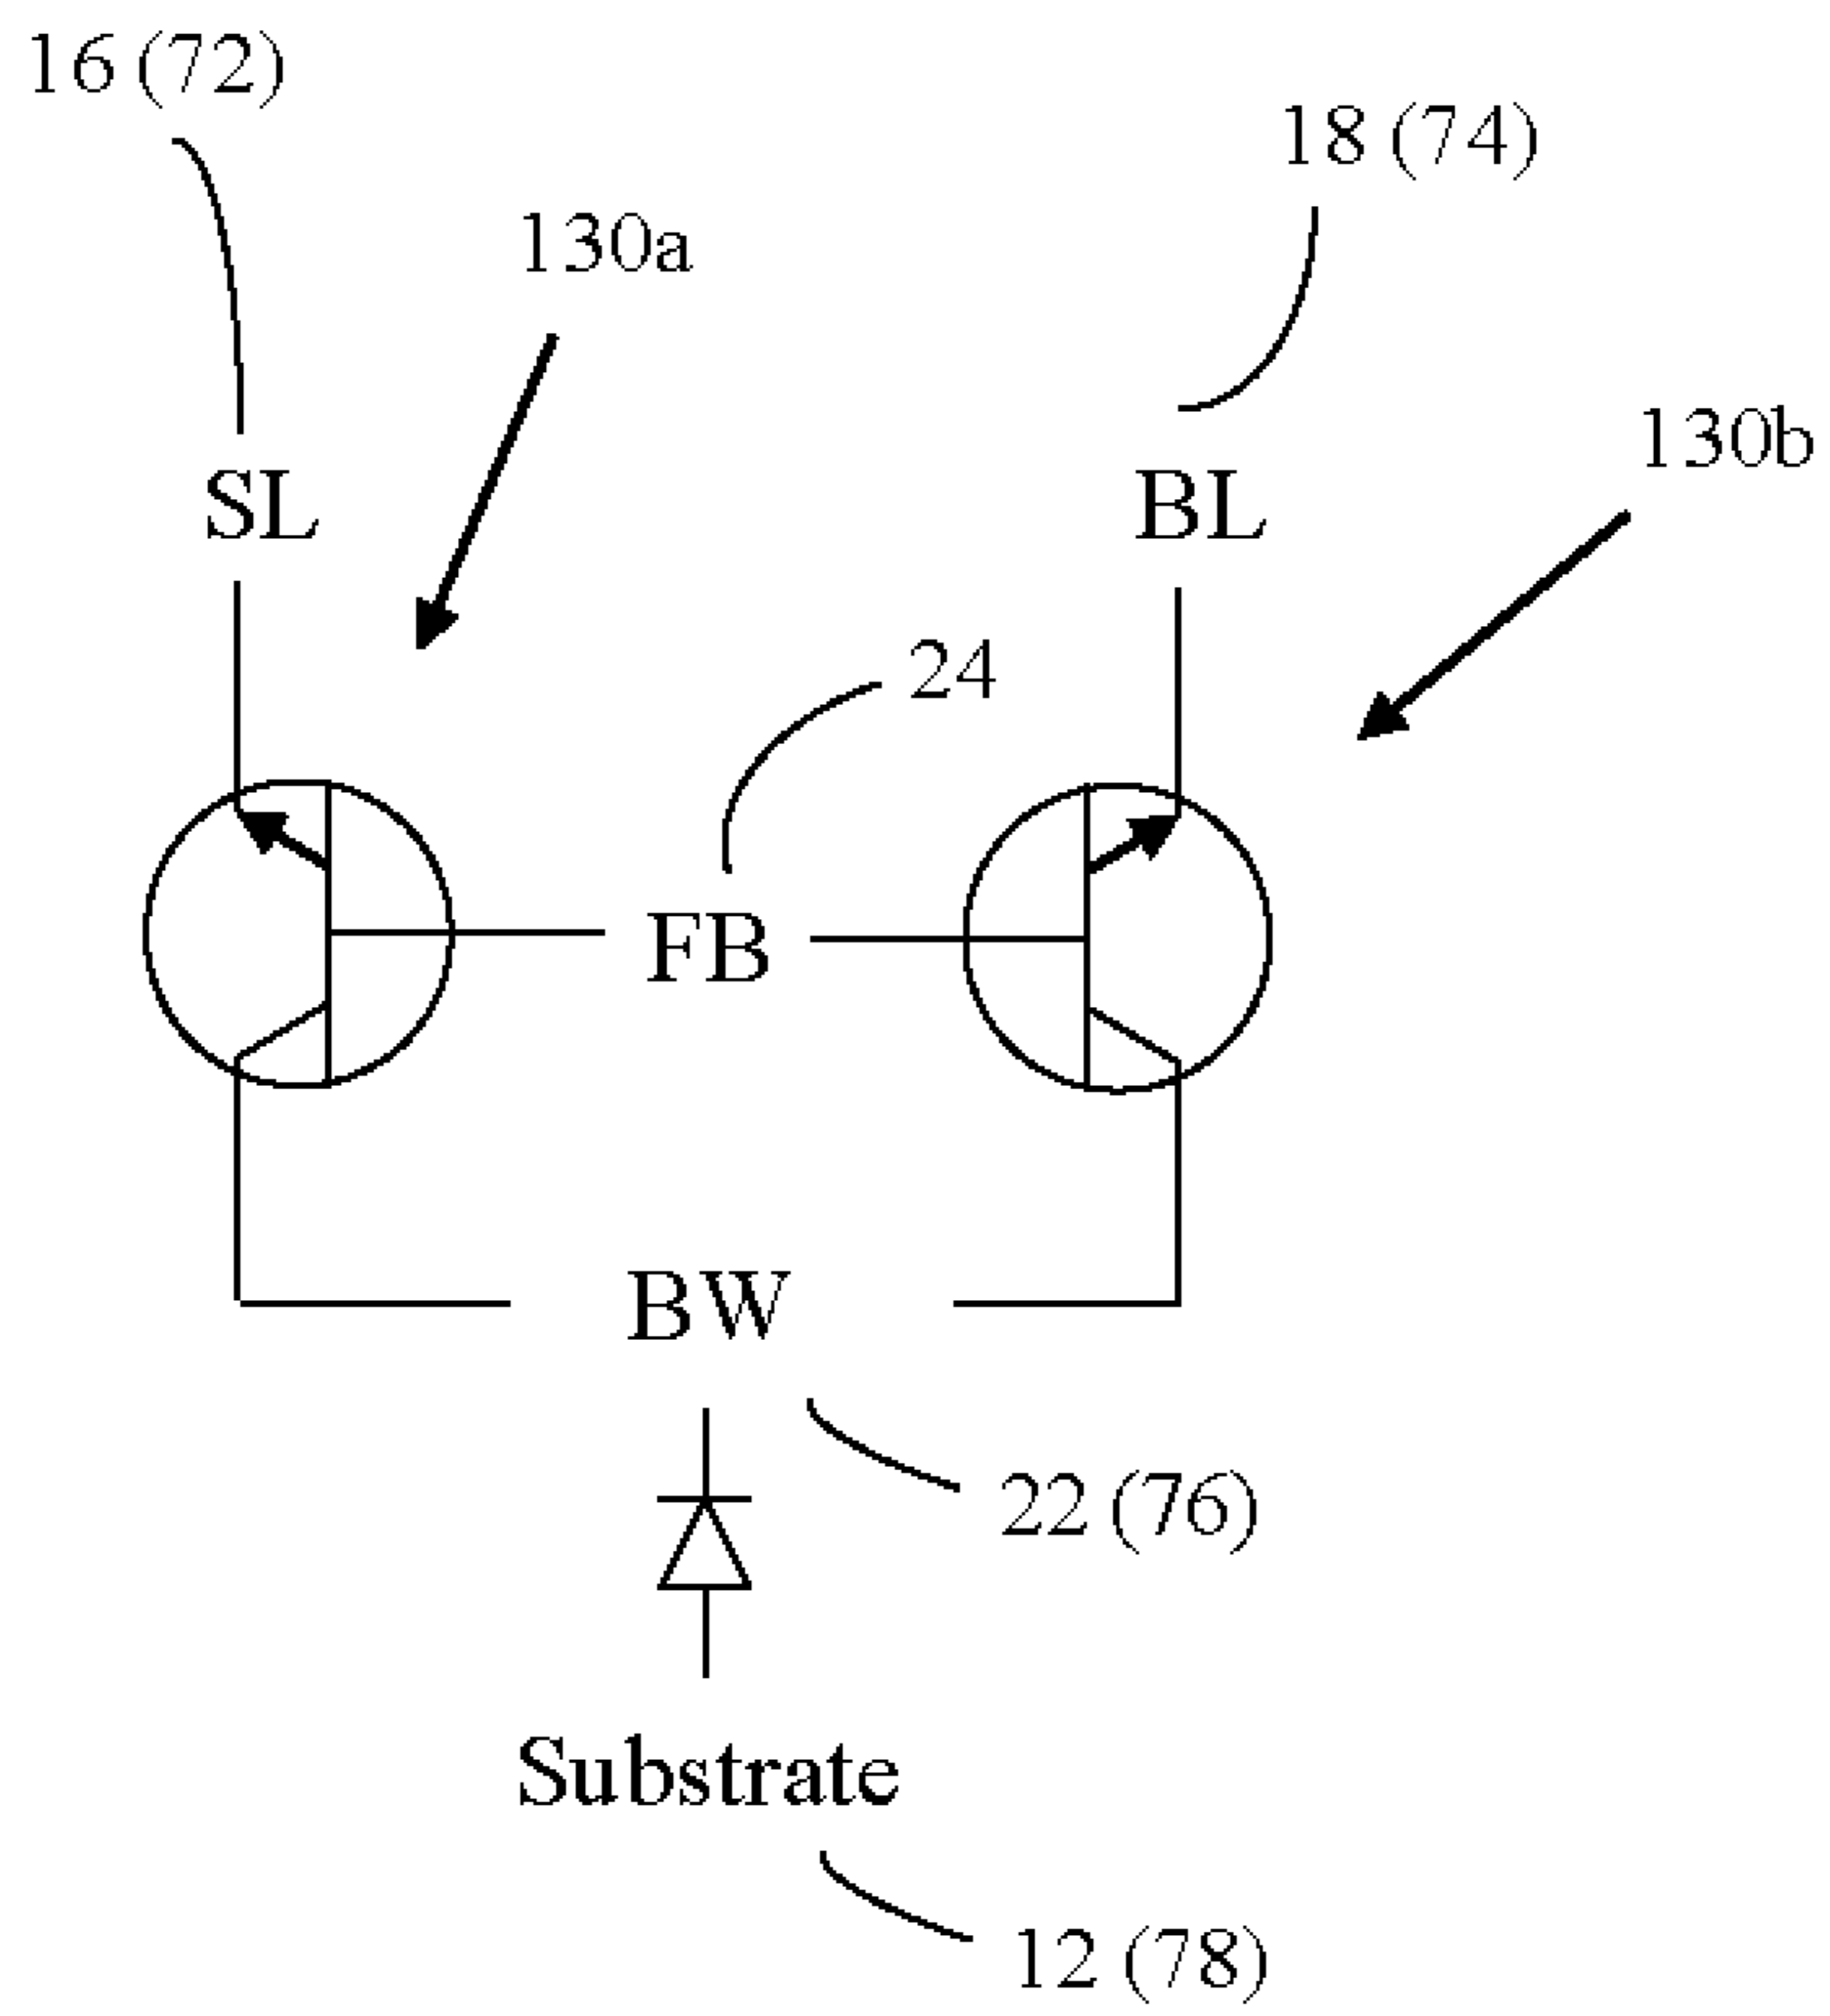 16 (72)
18 (74)
130a
130b
SL
BL
24
FB
BW
22 (76)
Substrate
12 (78)